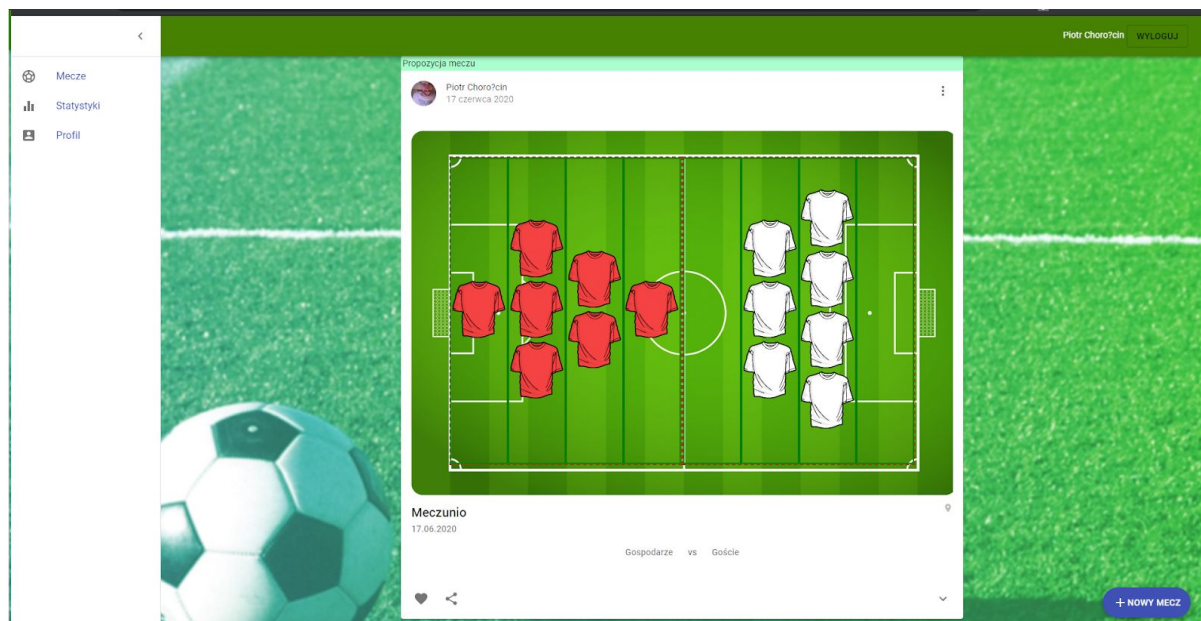 Piotr Choro?cin WYLOGUJ
Mecze
Statystyki
Profil
Propozycja meczu
Piotr Choro?cin
17 czerwca 2020
Meczunio
17.06.2020
Gospodarze vs Goście
+ NOWY MECZ